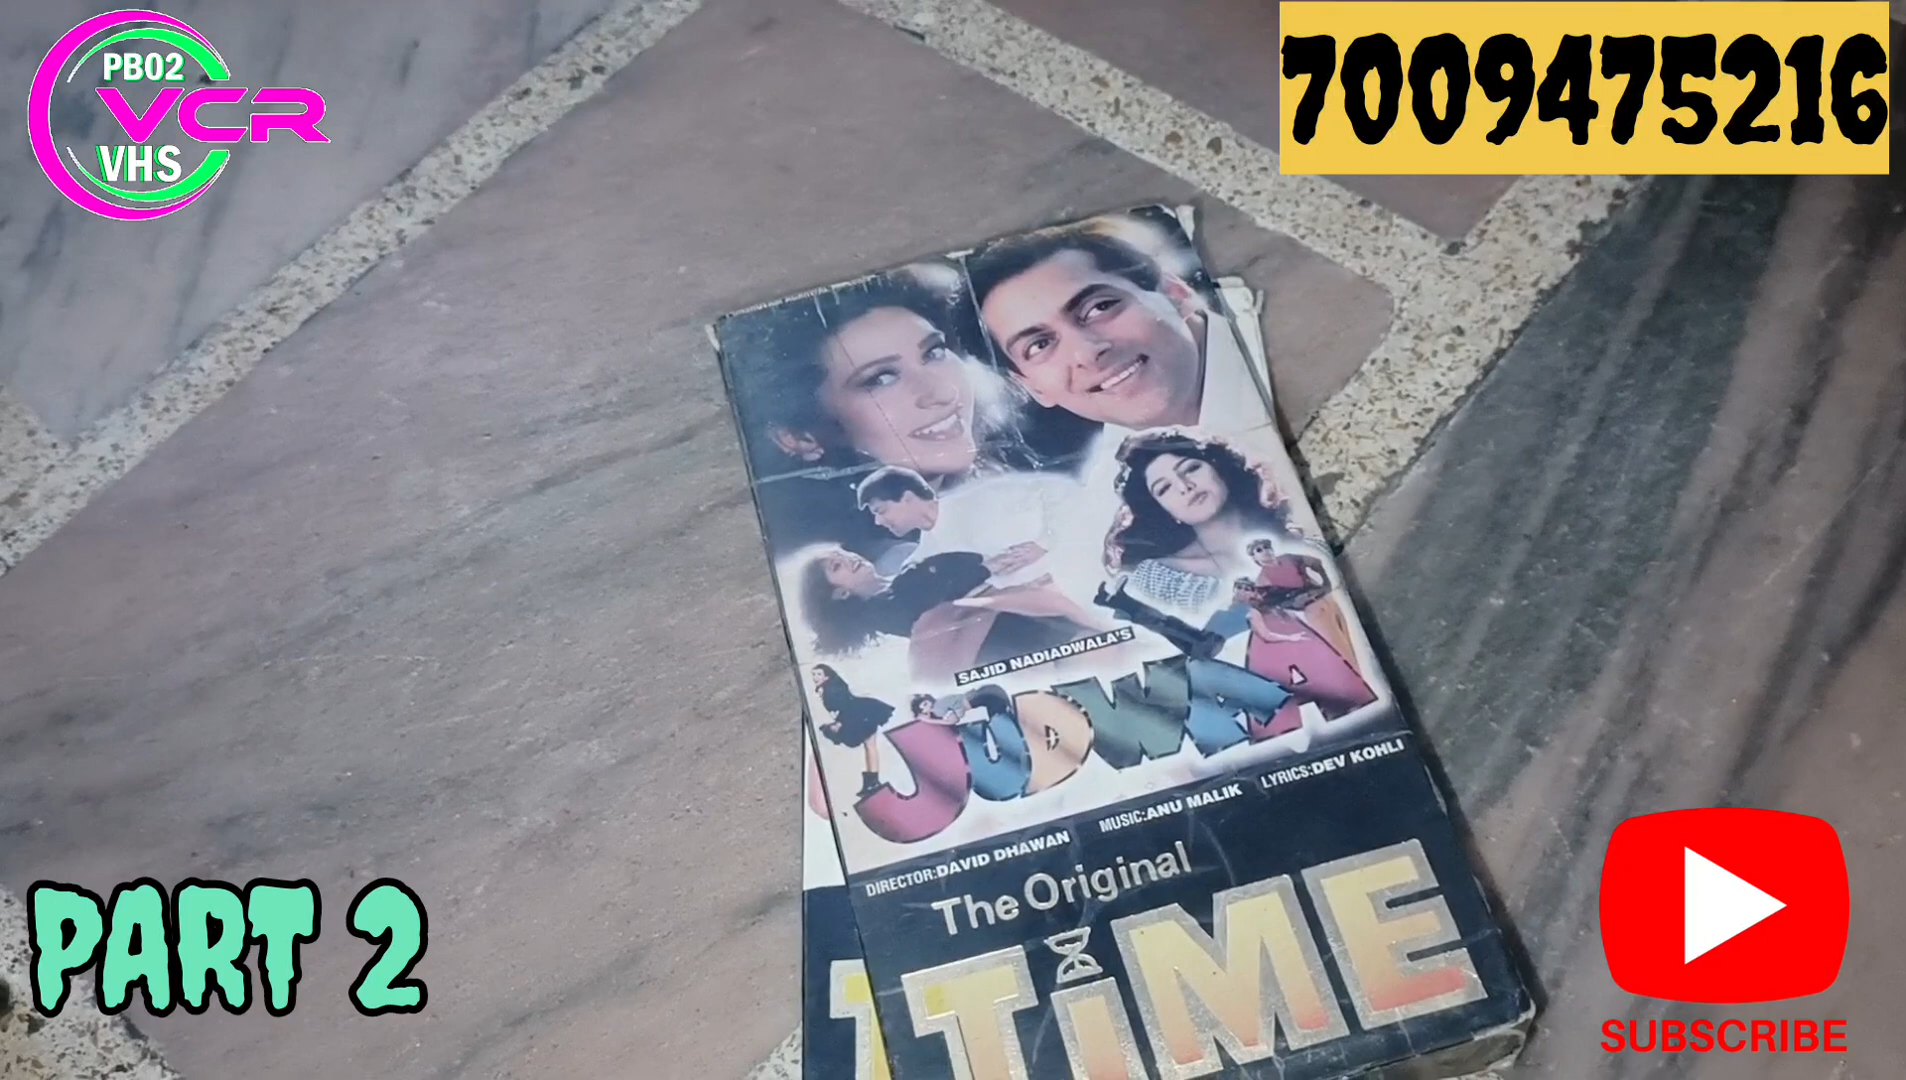 PB02
VCR
VHS
7009475216
SAJID NADIADWALA'S
JUDWAA
DIRECTOR:DAVID DHAWAN MUSIC:ANU MALIK LYRICS:DEV KOHLI
The Original
TiME
T
PART 2
SUBSCRIBE